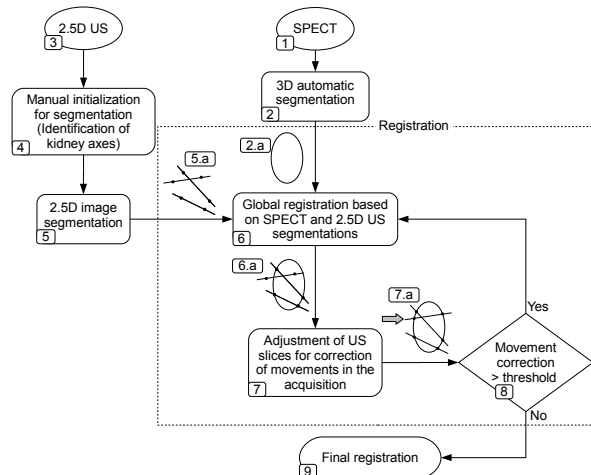 2.5D US
3
SPECT
1
Manual initialization
for segmentation
(Identification of
kidney axes)
4
3D automatic
segmentation
2
Registration
2.a
5.a
2.5D image
segmentation
5
Global registration based
on SPECT and 2.5D US
segmentations
6
6.a
7.a
Yes
Adjustment of US
slices for correction
of movements in the
acquisition
7
Movement
correction
> threshold
8
No
Final registration
9